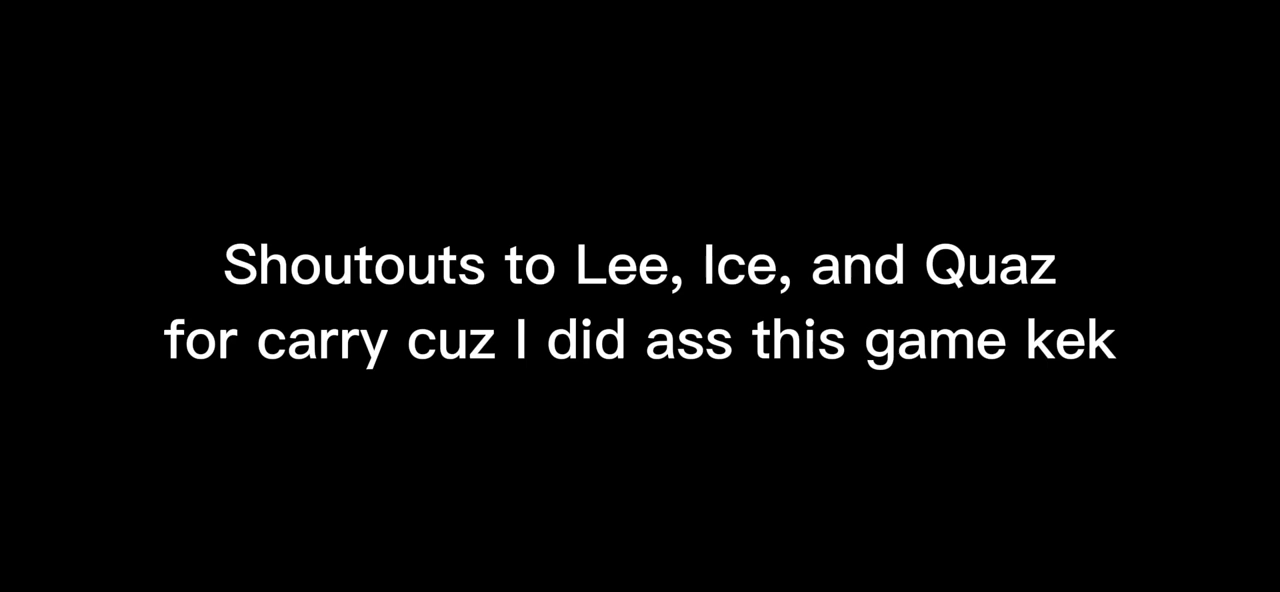 Shoutouts to Lee, Ice, and Quaz
for carry cuz I did ass this game kek